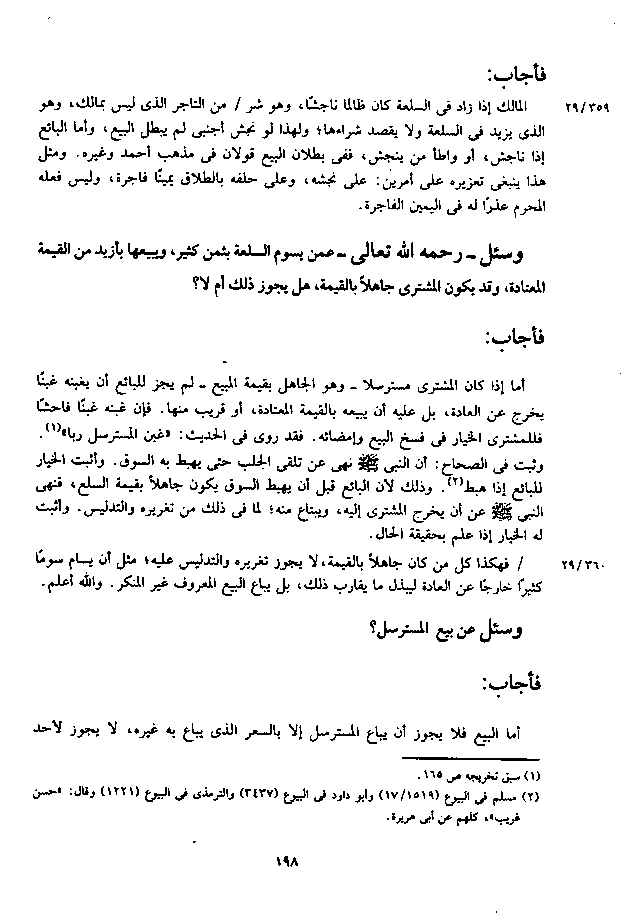 فأجاب:
٢٩/٣٥٩ المالك إذا زاد فى السلعة كان ظالما ناجشًا، وهو شر / من التاجر الذى ليس بمالك، وهو
الذى يزيد فى السلعة ولا يقصد شراءها؛ ولهذا لو نجش أجنبى لم يبطل البيع، وأما البائع
إذا ناجش، أو واطأ من ينجش، ففى بطلان البيع قولان فى مذهب أحمد وغيره. ومثل
هذا ينبغى تعزيره على أمرين: على نجشه، وعلى حلفه بالطلاق يمينًا فاجرة، وليس فعله
المحرم عذرًا له فى اليمين الفاجرة.
وسئل ـ رحمه الله تعالى ـ عمن يسوم السلعة بثمن كثير، ويبيعها بأزيد من القيمة
المعتادة، وقد يكون المشترى جاهلاً بالقيمة، هل يجوز ذلك أم لا؟
فأجاب:
أما إذا كان المشترى مسترسلا ـ وهو الجاهل بقيمة المبيع ـ لم يجز للبائع أن يغبنه غبنًا
يخرج عن العادة، بل عليه أن يبيعه بالقيمة المعتادة، أو قريب منها. فإن غبنه غبنًا فاحشًا
فللمشترى الخيار فى فسخ البيع وإمضائه. فقد روى فى الحديث: «غبن المسترسل ربا»(١).
وثبت فى الصحاح: أن النبى ﷺ نهى عن تلقى الجلب حتى يهبط به السوق. وأثبت الخيار
للبائع إذا هبط(٢). وذلك لأن البائع قبل أن يهبط السوق يكون جاهلاً بقيمة السلع، فنهى
النبى ﷺ عن أن يخرج المشترى إليه، ويبتاع منه؛ لما فى ذلك من تغريره والتدليس. وأثبت
له الخيار إذا علم بحقيقة الحال.
٢٩/٣٦٠ / فهكذا كل من كان جاهلاً بالقيمة، لا يجوز تغريره والتدليس عليه؛ مثل أن يسام سومًا
كثيرًا خارجًا عن العادة ليبذل ما يقارب ذلك، بل يباع البيع المعروف غير المنكر. والله أعلم.
وسئل عن بيع المسترسل؟
فأجاب:
أما البيع فلا يجوز أن يباع المسترسل إلا بالسعر الذى يباع به غيره، لا يجوز لأحد
(١) سبق تخريجه ص ١٦٥.
(٢) مسلم فى البيوع (١٧/١٥١٩) وأبو داود فى البيوع (٣٤٣٧) والترمذى فى البيوع (١٢٢١) وقال: «حسن
غريب»، كلهم عن أبى هريرة.
١٩٨